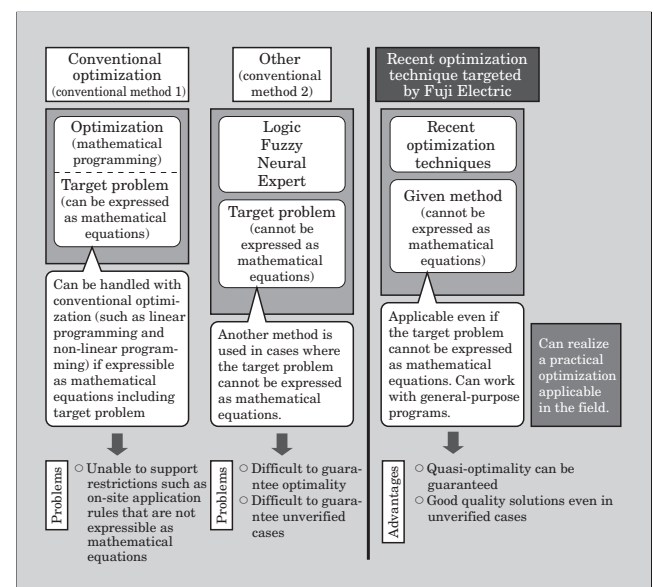 Conventional
optimization
(conventional method 1)
Optimization
(mathematical
programming)
Target problem
(can be expressed
as mathematical
equations)
Can be handled with
conventional optimi-
zation (such as linear
programming and
non-linear program-
ming) if expressible
as mathematical
equations including
target problem
Problems
○ Unable to support
restrictions such as
on-site application
rules that are not
expressible as
mathematical
equations
Other
(conventional
method 2)
Logic
Fuzzy
Neural
Expert
Target problem
(cannot be
expressed as
mathematical
equations)
Another method is
used in cases where
the target problem
cannot be expressed
as mathematical
equations.
Problems
○ Difficult to guara-
ntee optimality
○ Difficult to guara-
ntee unverified
cases
Recent optimization
technique targeted
by Fuji Electric
Recent
optimization
techniques
Given method
(cannot be
expressed as
mathematical
equations)
Applicable even if
the target problem
cannot be expressed
as mathematical
equations. Can work
with general-purpose
programs.
Can realize
a practical
optimization
applicable
in the field.
Advantages
○ Quasi-optimality can be
guaranteed
○ Good quality solutions even in
unverified cases